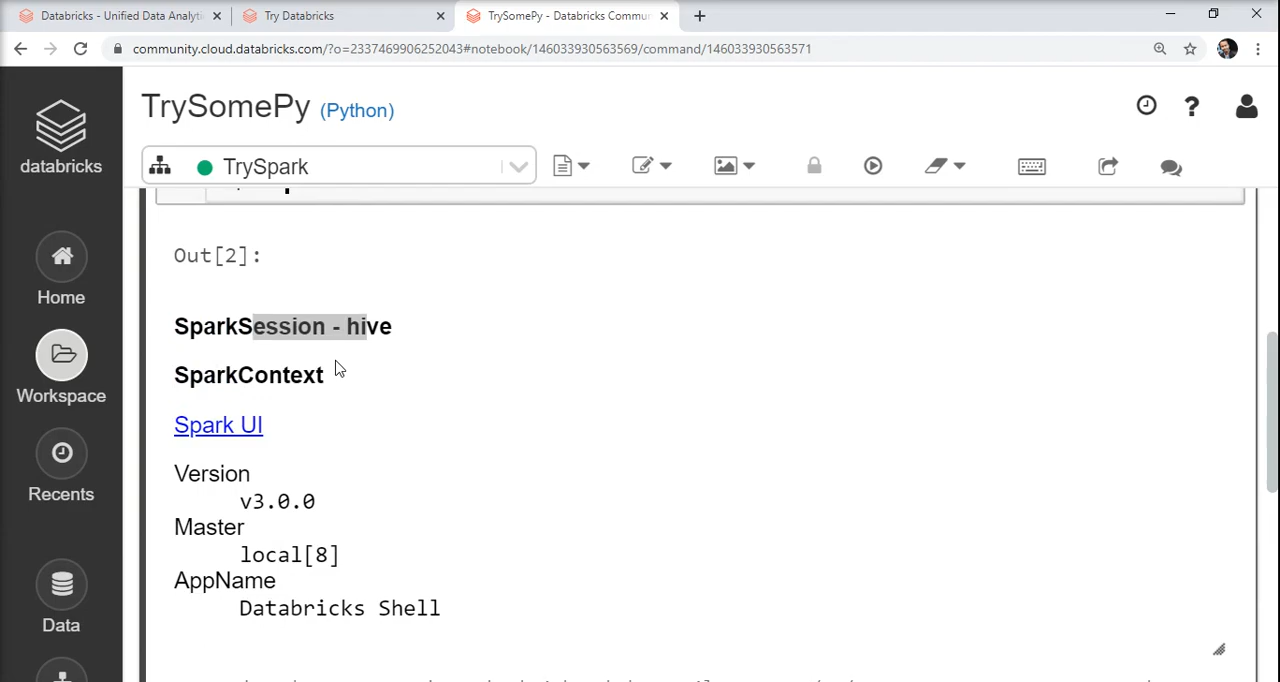 Databricks - Unified Data Analyti
Try Databricks
TrySomePy - Databricks Commu
community.cloud.databricks.com/?o=2337469906252043#notebook/146033930563569/command/146033930563571
databricks
TrySomePy (Python)
TrySpark
Home
Workspace
Recents
Data
Out[2]:
SparkSession - hive
SparkContext
Spark UI
Version
v3.0.0
Master
local[8]
AppName
Databricks Shell